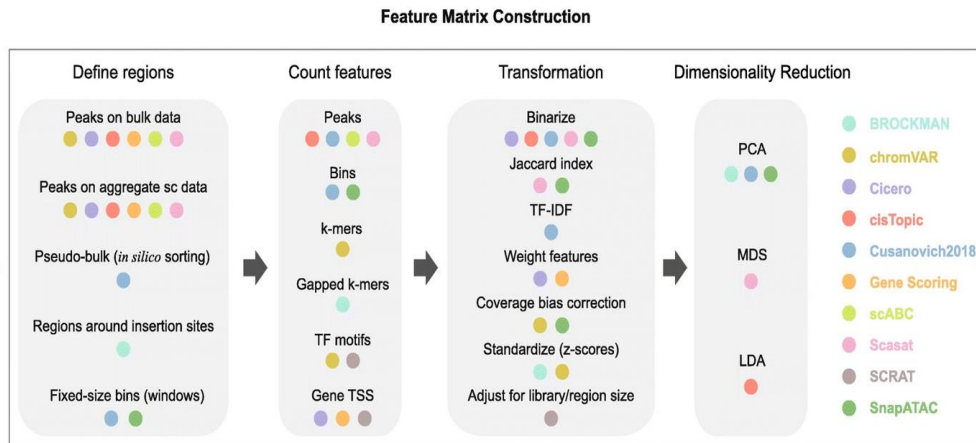 Feature Matrix Construction
Define regions
Peaks on bulk data
Peaks on aggregate sc data
Pseudo-bulk (in silico sorting)
Regions around insertion sites
Fixed-size bins (windows)
Count features
Peaks
Bins
k-mers
Gapped k-mers
TF motifs
Gene TSS
Transformation
Binarize
Jaccard index
TF-IDF
Weight features
Coverage bias correction
Standardize (z-scores)
Adjust for library/region size
Dimensionality Reduction
PCA
MDS
LDA
BROCKMAN
chromVAR
Cicero
cisTopic
Cusanovich2018
Gene Scoring
scABC
Scasat
SCRAT
SnapATAC